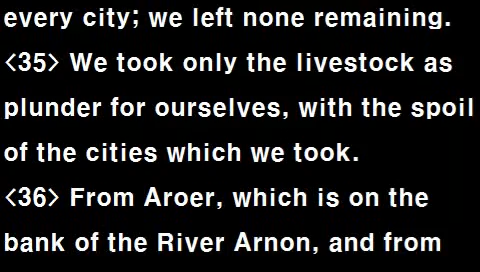 every city; we left none remaining.
<35> We took only the livestock as
plunder for ourselves, with the spoil
of the cities which we took.
<36> From Aroer, which is on the
bank of the River Arnon, and from